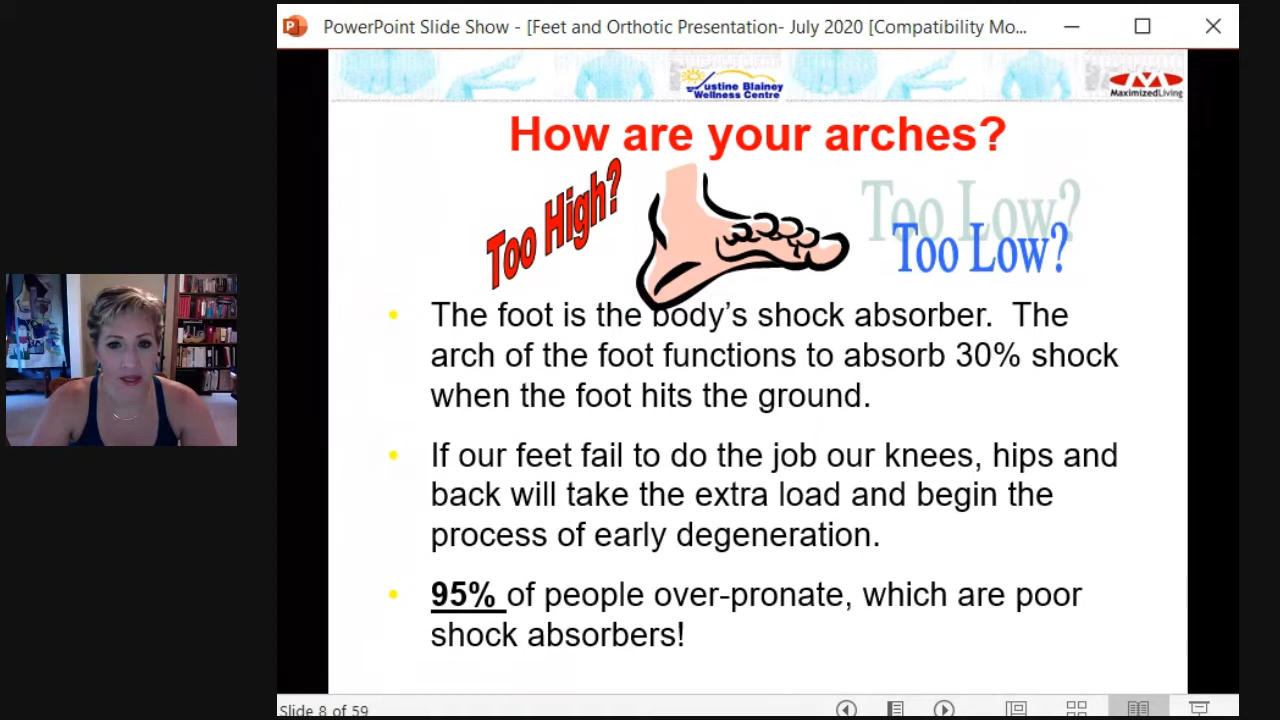 PowerPoint Slide Show - [Feet and Orthotic Presentation- July 2020 [Compatibility Mo...
Justine Blainey
Wellness Centre
MaximizedLiving
How are your arches?
Too High?
Too Low?
Too Low?
The foot is the body’s shock absorber. The
arch of the foot functions to absorb 30% shock
when the foot hits the ground.
If our feet fail to do the job our knees, hips and
back will take the extra load and begin the
process of early degeneration.
95% of people over-pronate, which are poor
shock absorbers!
Slide 8 of 59